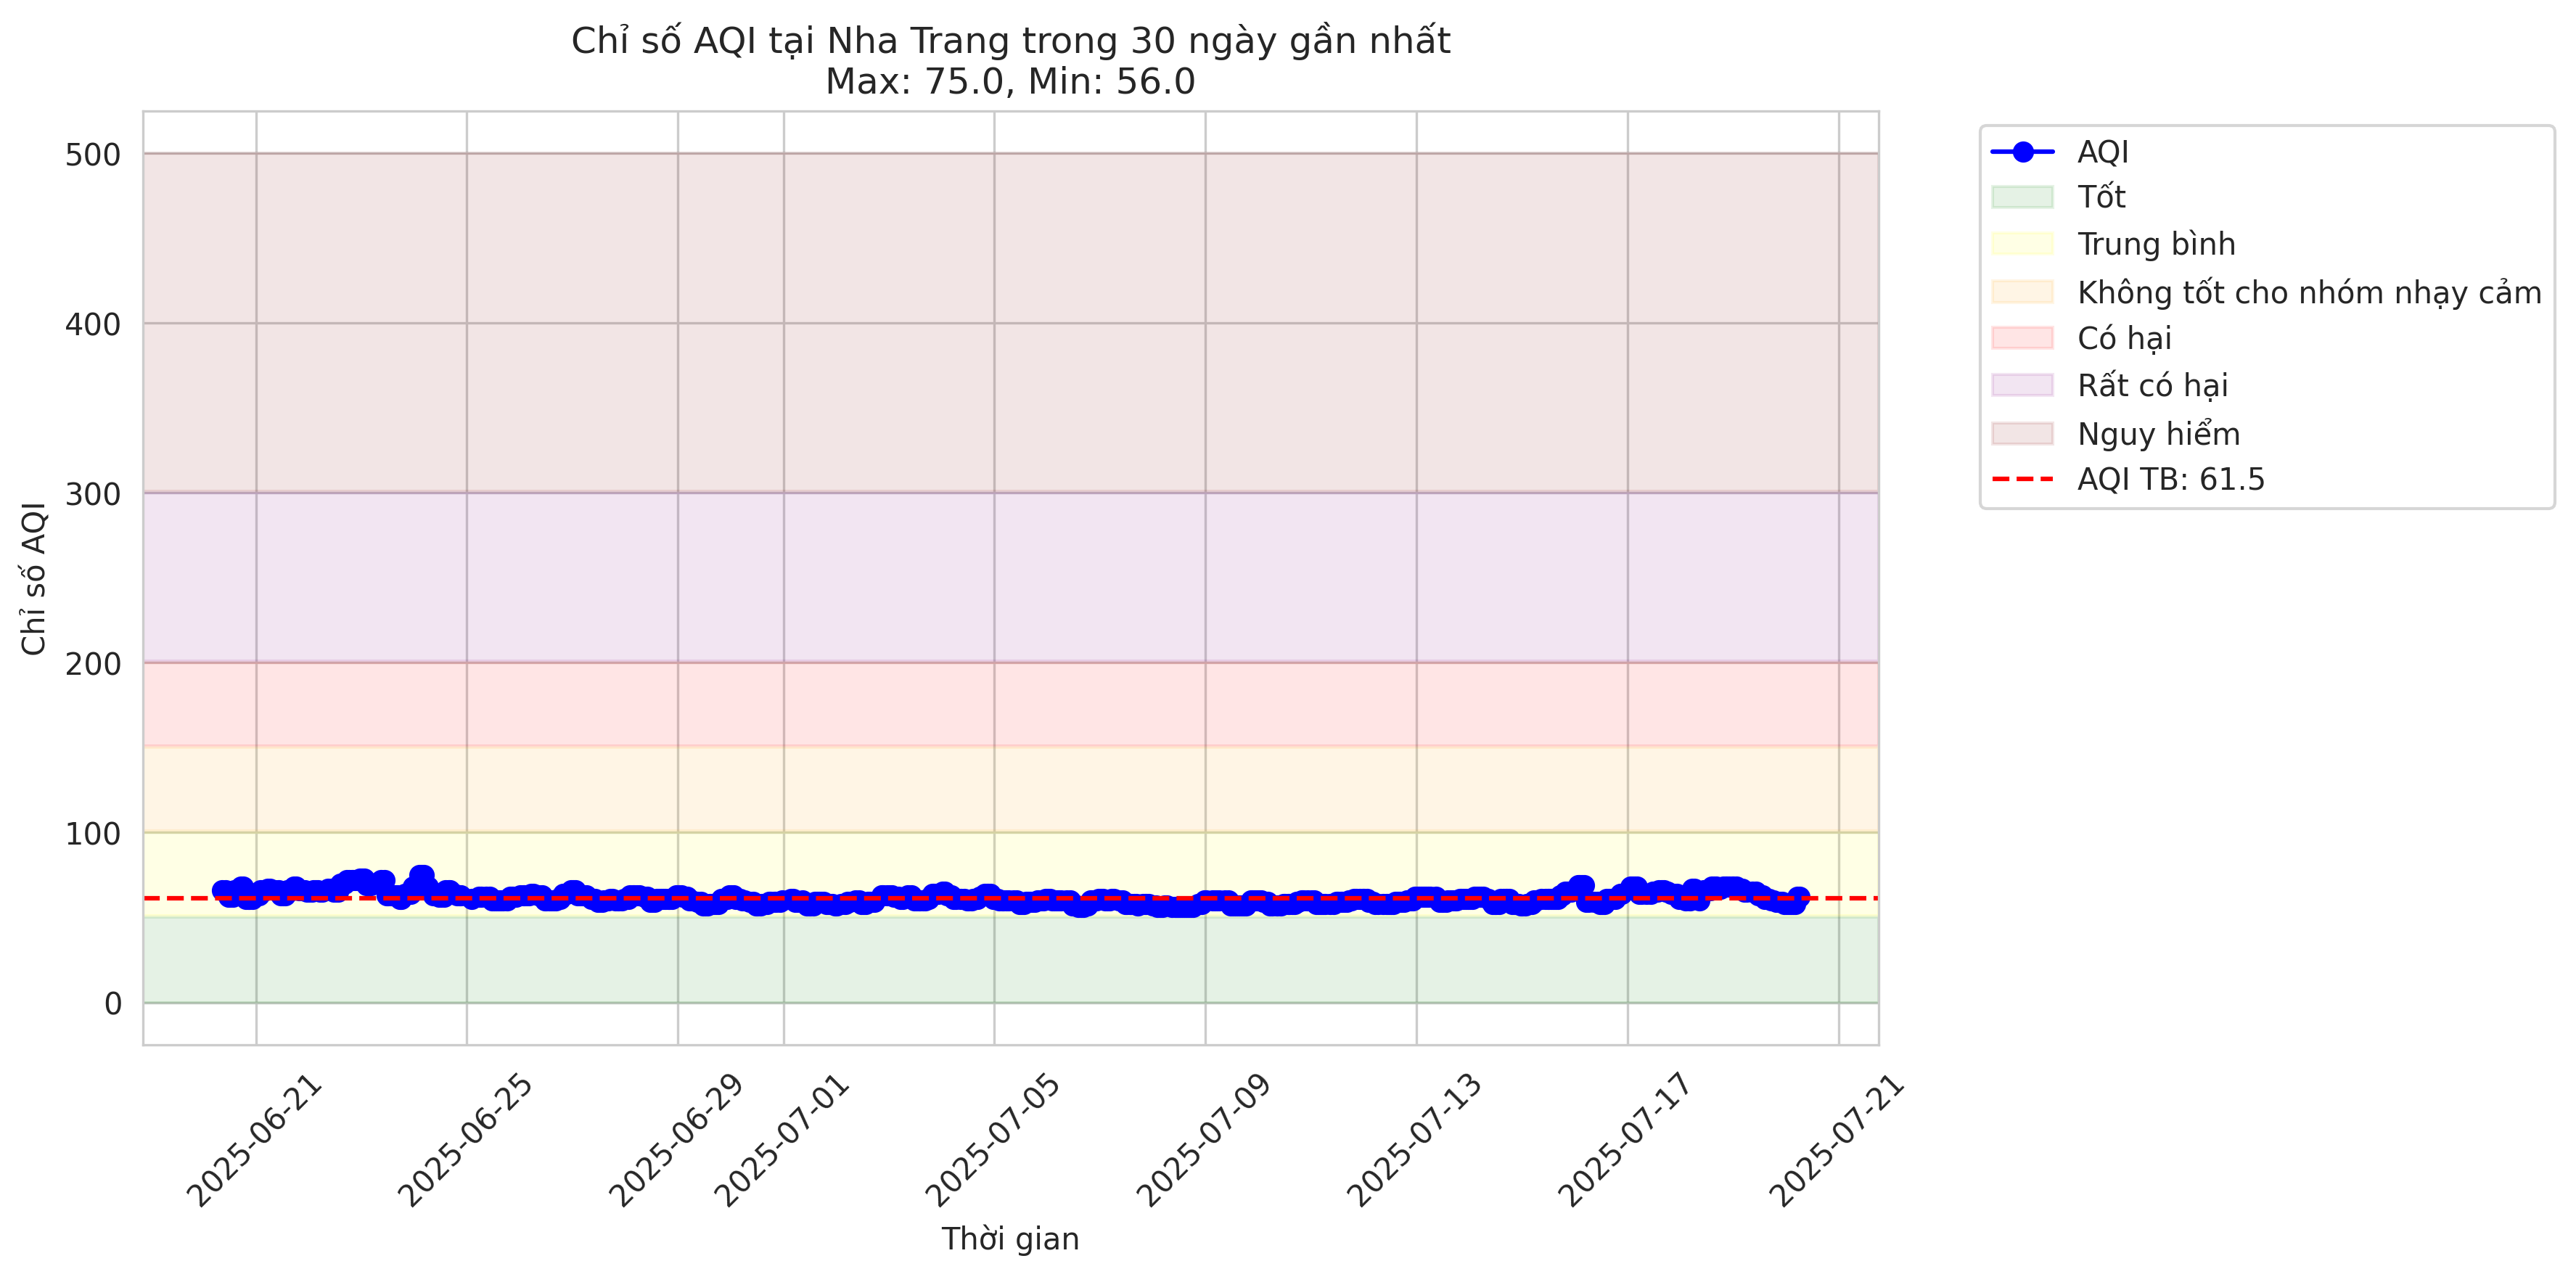 Chỉ số AQI tại Nha Trang trong 30 ngày gần nhất
Max: 75.0, Min: 56.0
Chỉ số AQI
500
400
300
200
100
0
2025-06-21
2025-06-25
2025-06-29
2025-07-01
2025-07-05
2025-07-09
2025-07-13
2025-07-17
2025-07-21
Thời gian
AQI
Tốt
Trung bình
Không tốt cho nhóm nhạy cảm
Có hại
Rất có hại
Nguy hiểm
AQI TB: 61.5